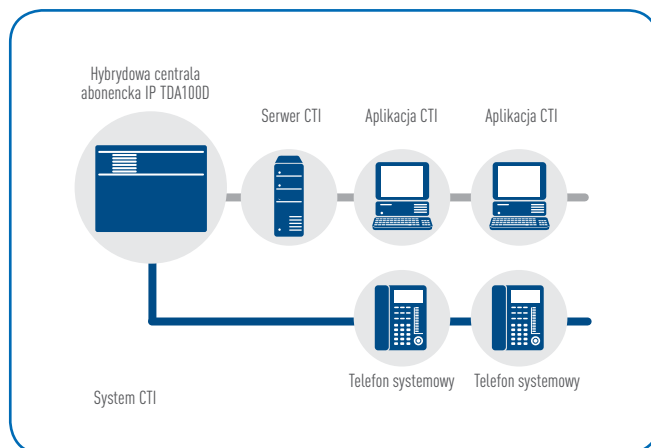 Hybrydowa centrala
abonencka IP TDA100D
Serwer CTI
Aplikacja CTI
Aplikacja CTI
Telefon systemowy
Telefon systemowy
System CTI